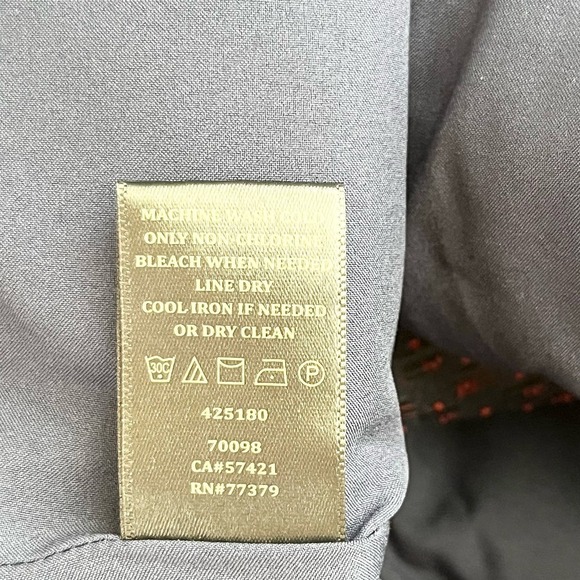 MACHINE WASH COLD
ONLY NON-CHLORINE
BLEACH WHEN NEEDED
LINE DRY
COOL IRON IF NEEDED
OR DRY CLEAN
30C P
425180
70098
CA#57421
RN#77379